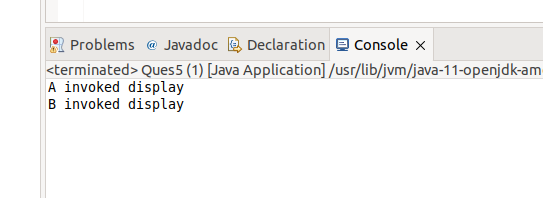 Problems @ Javadoc Declaration Console
<terminated> Ques5 (1) [Java Application] /usr/lib/jvm/java-11-openjdk-am
A invoked display
B invoked display